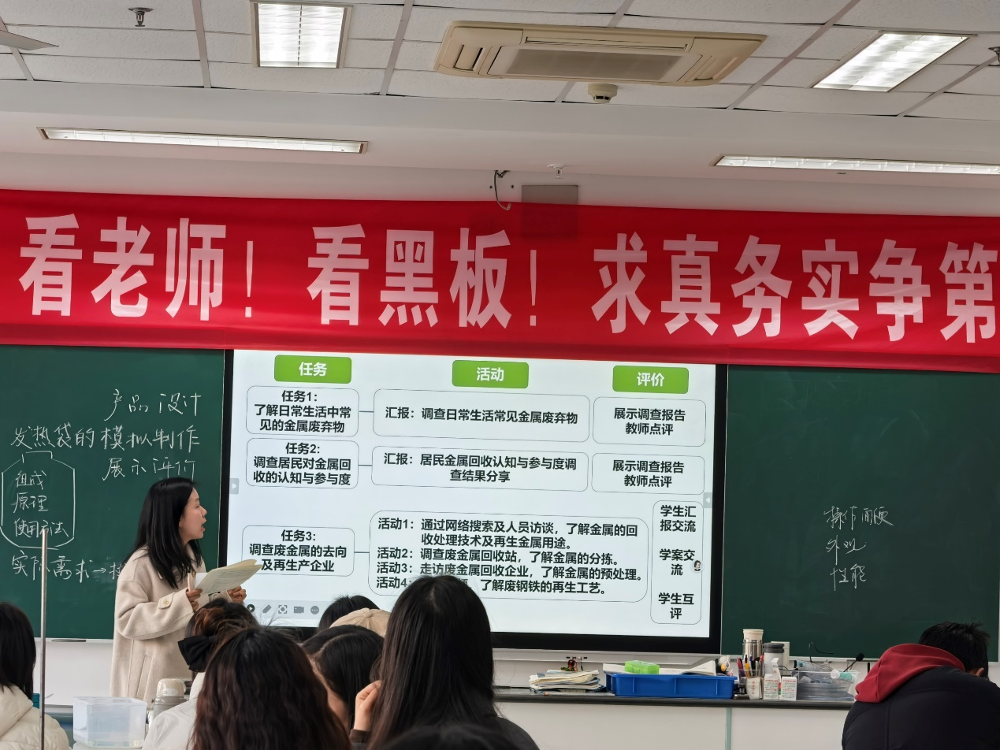 看老师！ 看黑板！ 求真务实争第
产品设计
发热袋的模拟制作
展示评价
组成
原理
使用方法
实际需求→
任务
活动
评价
任务1：
了解日常生活中常
见的金属废弃物
汇报：调查日常生活常见金属废弃物
展示调查报告
教师点评
任务2：
调查居民对金属回
收的认知与参与度
汇报：居民金属回收认知与参与度调
查结果分享
展示调查报告
教师点评
任务3：
调查废金属的去向
及再生产企业
活动1：通过网络搜索及人员访谈，了解金属的回
收处理技术及再生金属用途。
活动2：调查废金属回收站，了解金属的分拣。
活动3：走访废金属回收企业，了解金属的预处理。
活动4
了解废钢铁的再生工艺。
学生汇
报交流
学案交
流
学生互
评
操作简便
外观
性能